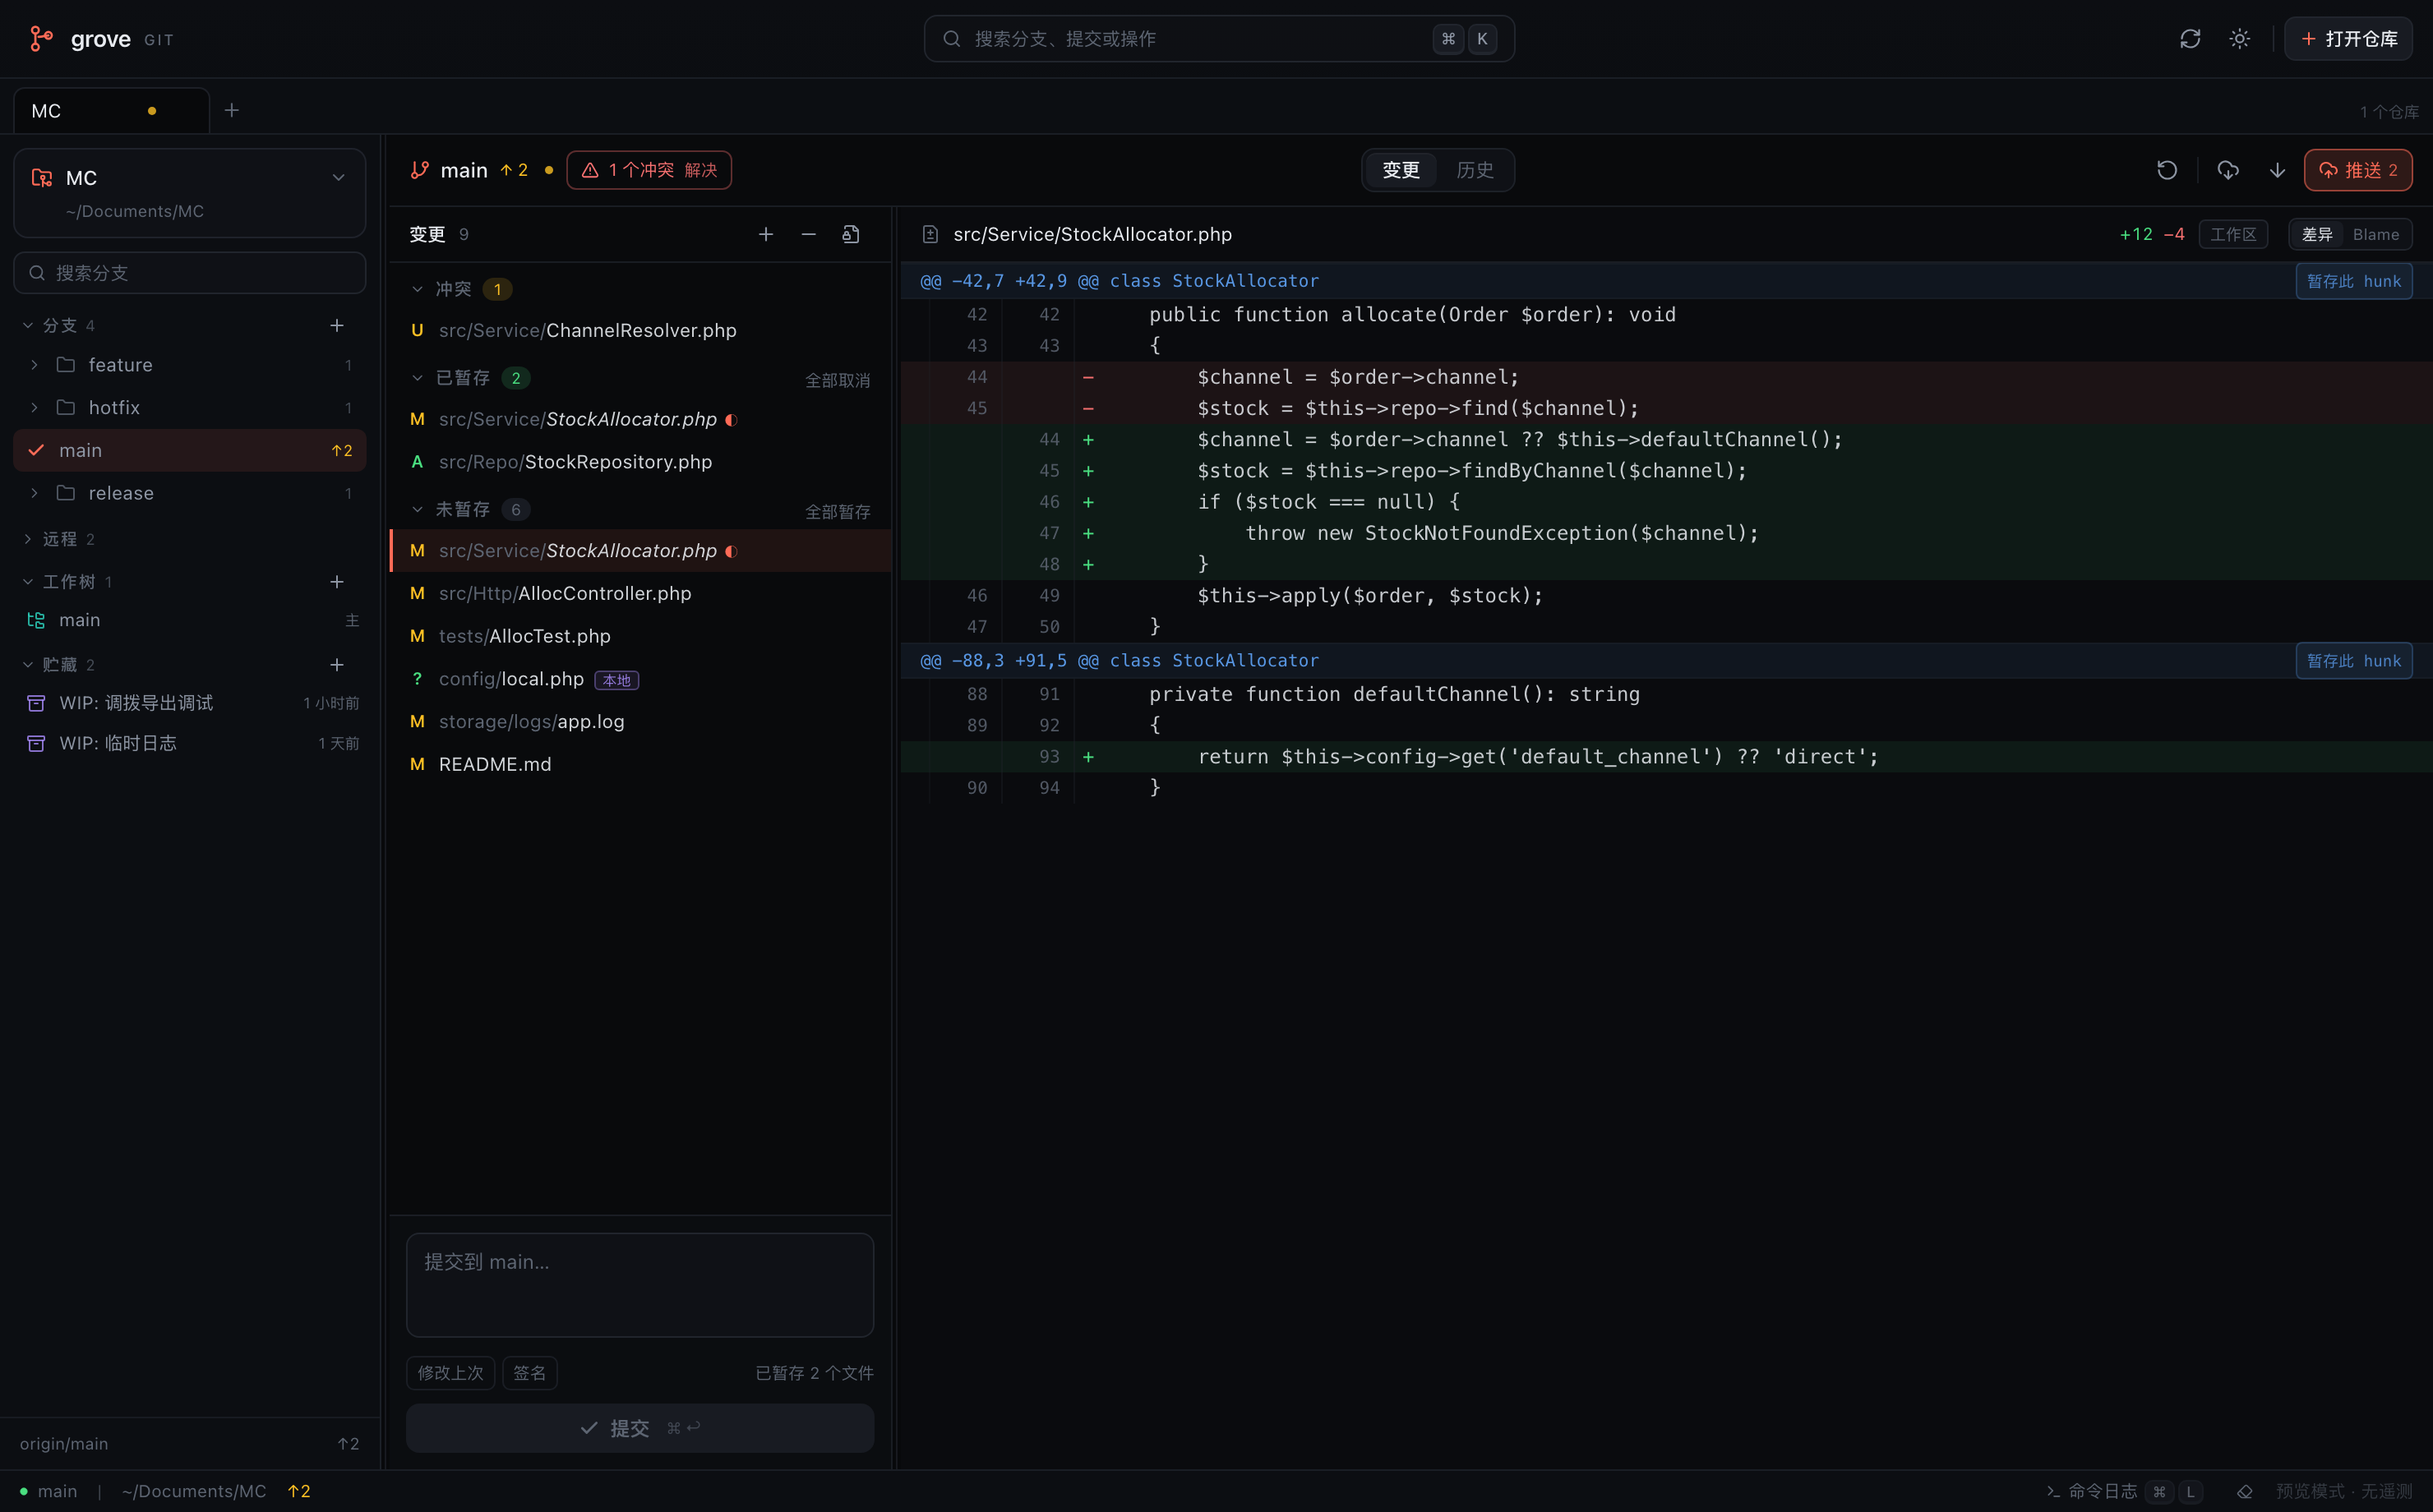 grove GIT
搜索分支、提交或操作 ⌘ K
打开仓库
MC
1 个仓库
MC
~/Documents/MC
搜索分支
分支 4
feature 1
hotfix 1
main ↑2
release 1
远程 2
工作树 1
main 主
贮藏 2
WIP: 调拨导出调试 1 小时前
WIP: 临时日志 1 天前
origin/main ↑2
main ↑ 2 1 个冲突 解决
变更 历史
推送 2
变更 9
冲突 1
U src/Service/ChannelResolver.php
已暂存 2 全部取消
M src/Service/StockAllocator.php
A src/Repo/StockRepository.php
未暂存 6 全部暂存
M src/Service/StockAllocator.php
M src/Http/AllocController.php
M tests/AllocTest.php
? config/local.php 本地
M storage/logs/app.log
M README.md
提交到 main...
修改上次 签名 已暂存 2 个文件
提交 ⌘ ↩
src/Service/StockAllocator.php +12 −4 工作区 差异 Blame
@@ −42,7 +42,9 @@ class StockAllocator 暂存此 hunk
42 42 public function allocate(Order $order): void
43 43 {
44 − $channel = $order->channel;
45 − $stock = $this->repo->find($channel);
44 + $channel = $order->channel ?? $this->defaultChannel();
45 + $stock = $this->repo->findByChannel($channel);
46 + if ($stock === null) {
47 + throw new StockNotFoundException($channel);
48 + }
46 49 $this->apply($order, $stock);
47 50 }
@@ −88,3 +91,5 @@ class StockAllocator 暂存此 hunk
88 91 private function defaultChannel(): string
89 92 {
93 + return $this->config->get('default_channel') ?? 'direct';
90 94 }
main | ~/Documents/MC ↑2
命令日志 ⌘ L 预览模式 · 无遥测